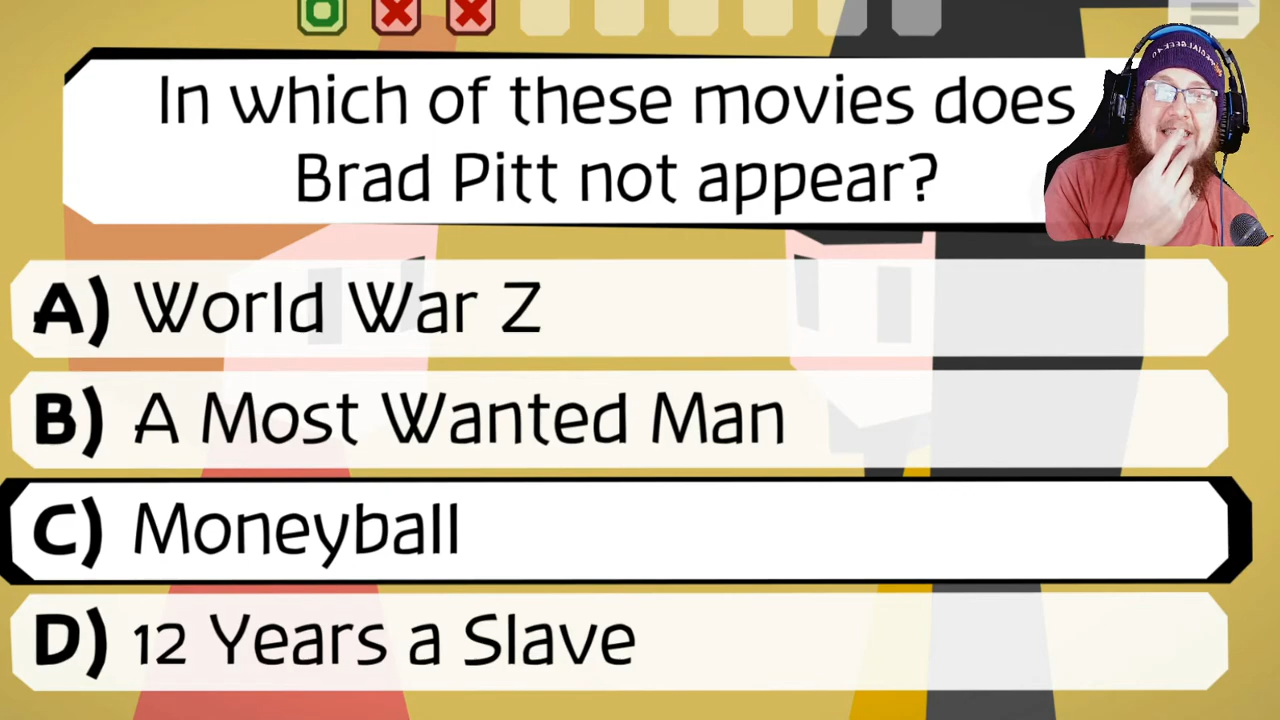 In which of these movies does
Brad Pitt not appear?
A) World War Z
B) A Most Wanted Man
C) Moneyball
D) 12 Years a Slave